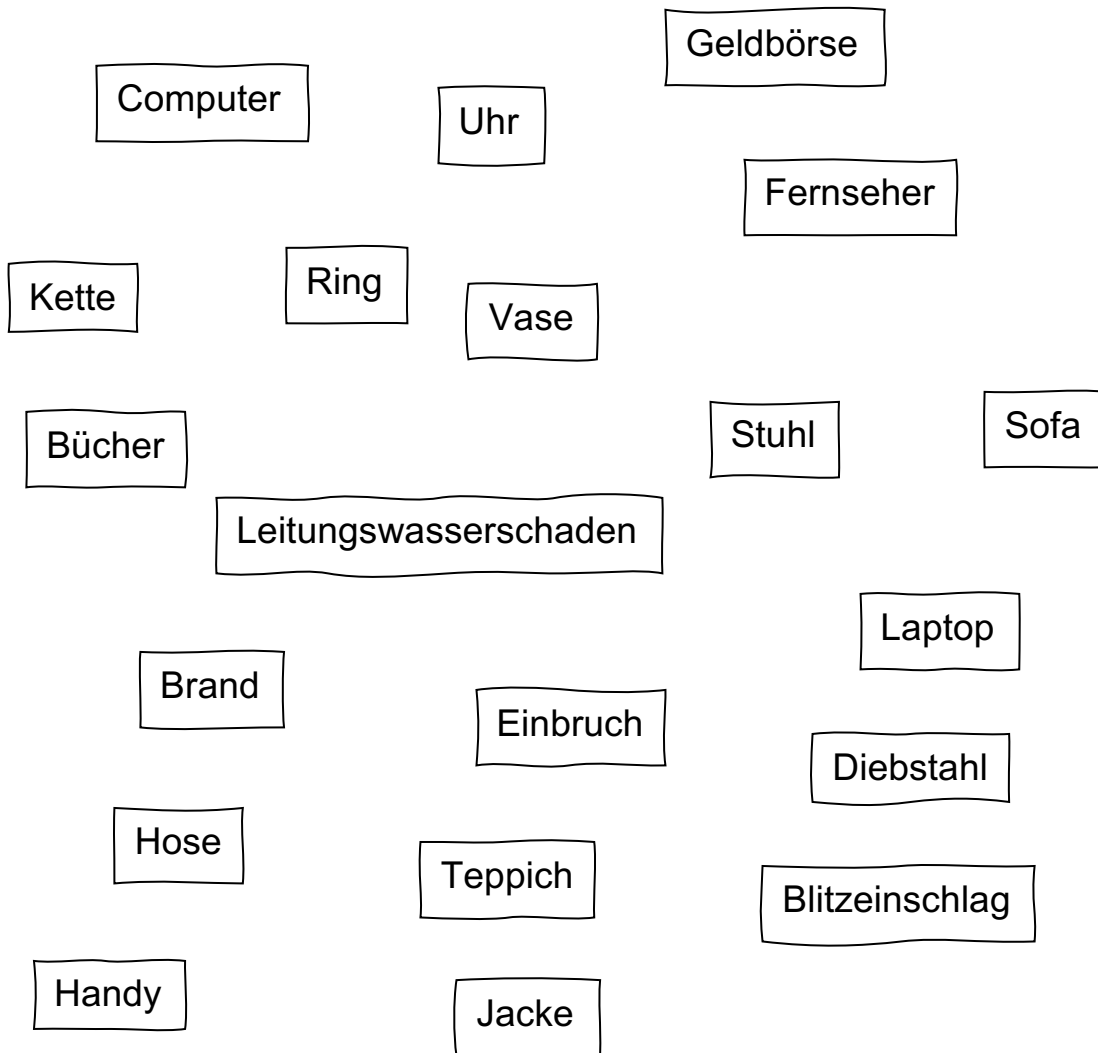 Geldbörse
Computer
Uhr
Fernseher
Ring
Kette
Vase
Sofa
Stuhl
Bücher
Leitungswasserschaden
Laptop
Brand
Einbruch
Diebstahl
Hose
Teppich
Blitzeinschlag
Handy
Jacke